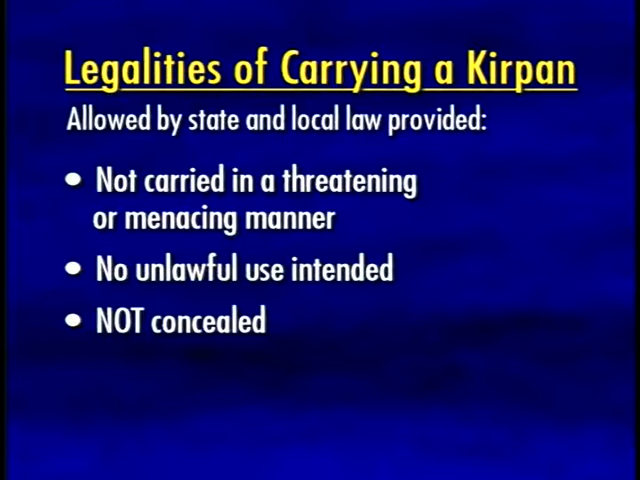 Legalities of Carrying a Kirpan
Allowed by state and local law provided:
• Not carried in a threatening
or menacing manner
• No unlawful use intended
• NOT concealed